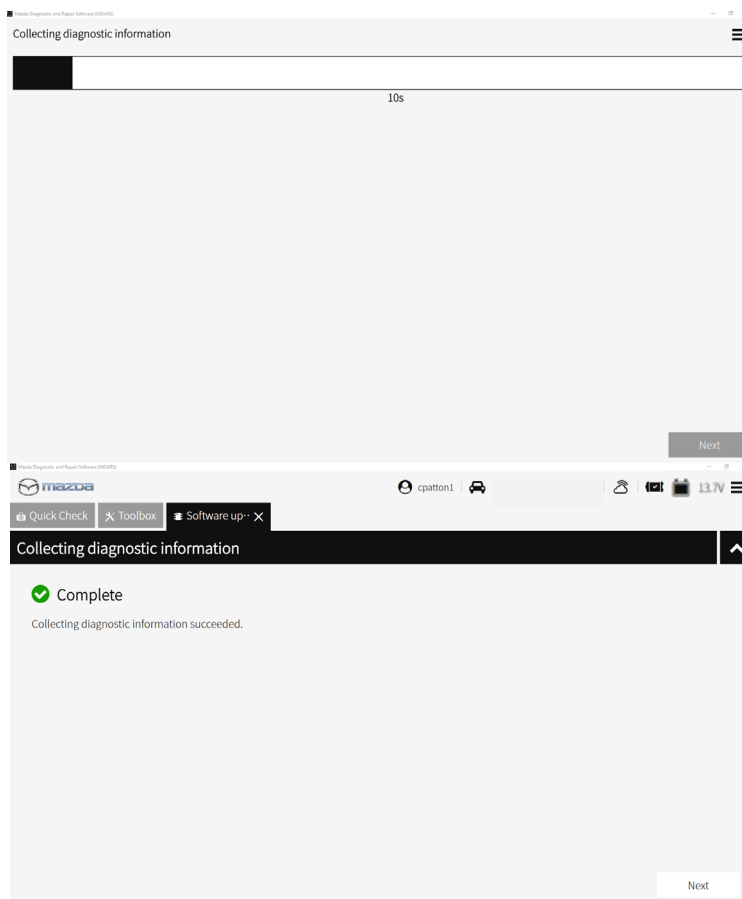 Mazda Diagnostic and Repair Software (MDARS)
Collecting diagnostic information
10s
Next
Mazda Diagnostic and Repair Software (MDARS)
mazda
cpatton1
13.7V
Quick Check
Toolbox
Software up··
Collecting diagnostic information
Complete
Collecting diagnostic information succeeded.
Next